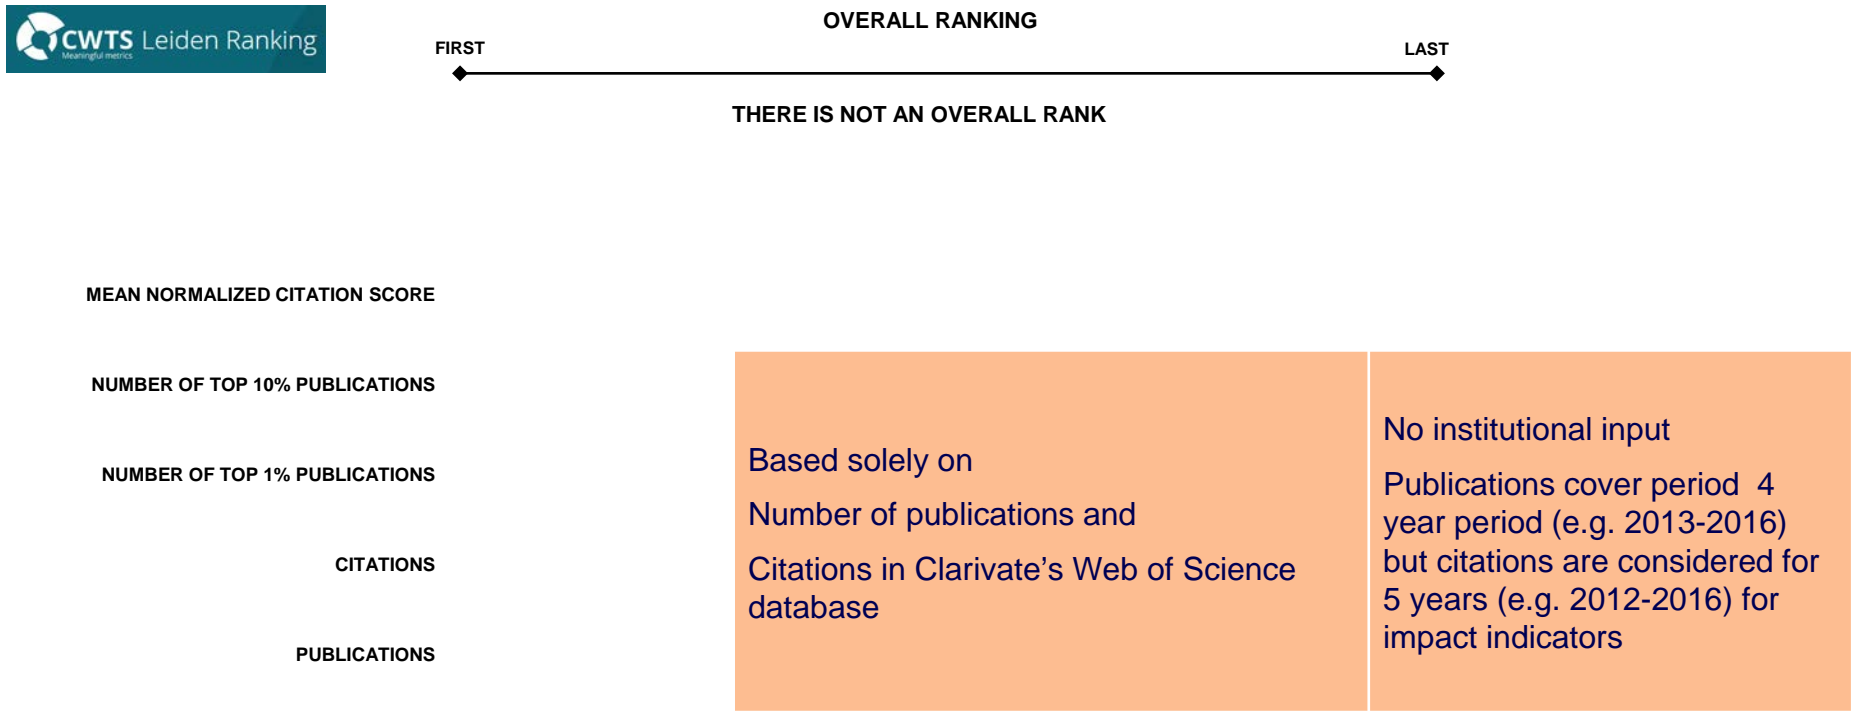 CWTS Leiden Ranking
Meaningful metrics
OVERALL RANKING
FIRST
LAST
THERE IS NOT AN OVERALL RANK
MEAN NORMALIZED CITATION SCORE
NUMBER OF TOP 10% PUBLICATIONS
NUMBER OF TOP 1% PUBLICATIONS
CITATIONS
PUBLICATIONS
Based solely on
Number of publications and
Citations in Clarivate's Web of Science
database
No institutional input
Publications cover period  4
year period (e.g. 2013-2016)
but citations are considered for
5 years (e.g. 2012-2016) for
impact indicators